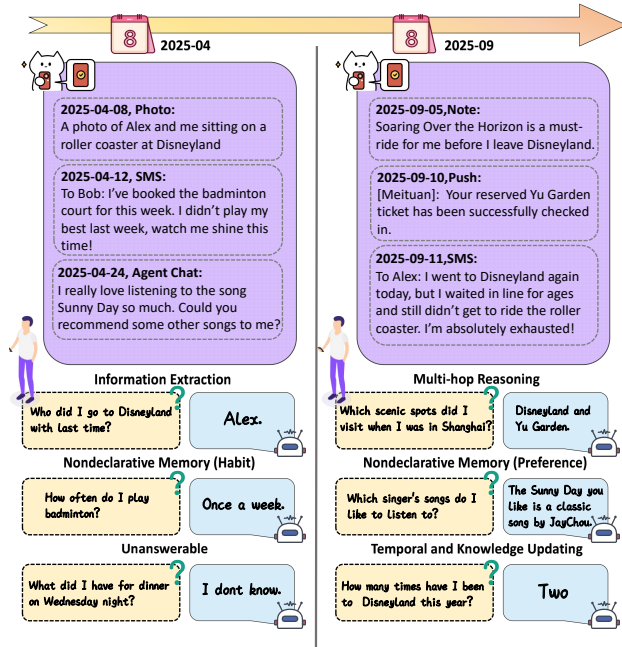 8
2025-04
8
2025-09
2025-04-08, Photo:
A photo of Alex and me sitting on a
roller coaster at Disneyland
2025-04-12, SMS:
To Bob: I've booked the badminton
court for this week. I didn't play my
best last week, watch me shine this
time!
2025-04-24, Agent Chat:
I really love listening to the song
Sunny Day so much. Could you
recommend some other songs to me?
2025-09-05,Note:
Soaring Over the Horizon is a must-
ride for me before I leave Disneyland.
2025-09-10,Push:
[Meituan]: Your reserved Yu Garden
ticket has been successfully checked
in.
2025-09-11,SMS:
To Alex: I went to Disneyland again
today, but I waited in line for ages
and still didn't get to ride the roller
coaster. I'm absolutely exhausted!
Information Extraction
?
Who did I go to Disneyland
with last time?
Alex.
Nondeclarative Memory (Habit)
?
How often do I play
badminton?
Once a week.
Unanswerable
?
What did I have for dinner
on Wednesday night?
I dont know.
Multi-hop Reasoning
?
Which scenic spots did I
visit when I was in Shanghai?
Disneyland and
Yu Garden.
Nondeclarative Memory (Preference)
?
Which singer's songs do I
like to listen to?
The Sunny Day you
like is a classic
song by JayChou.
Temporal and Knowledge Updating
?
How many times have I been
to Disneyland this year?
Two